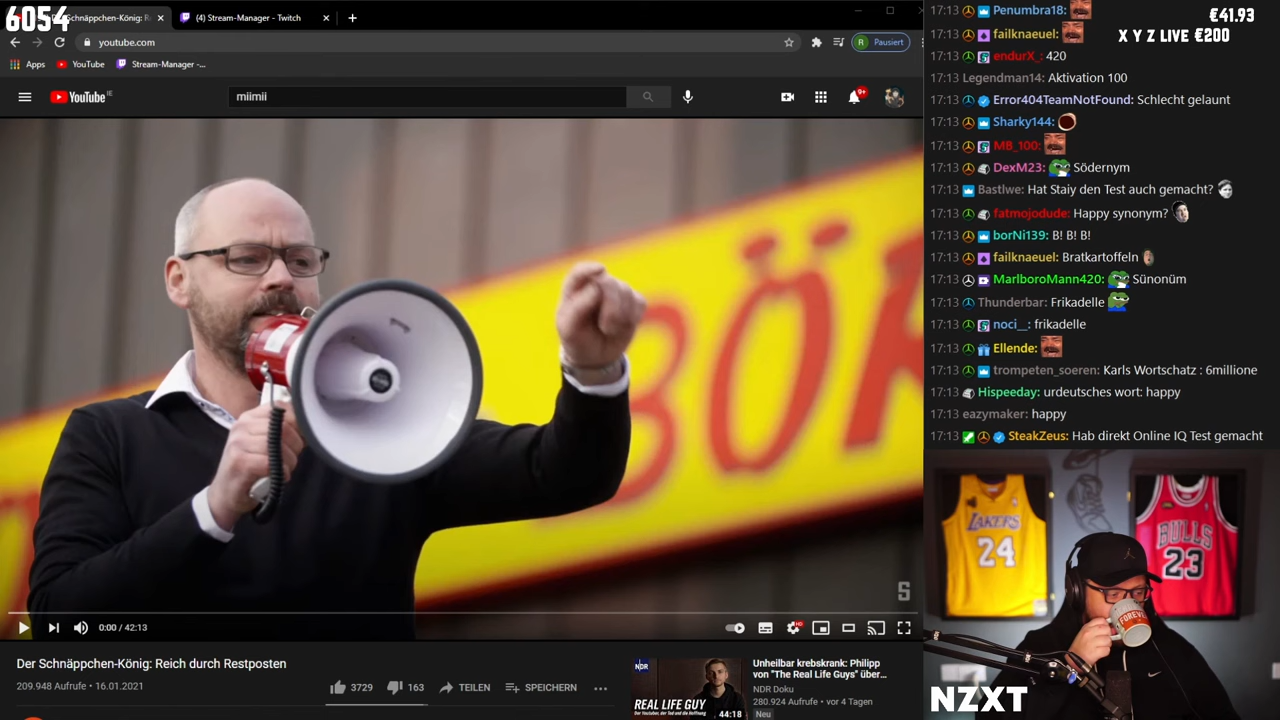 6054
Schnäppchen-König: R
(4) Stream-Manager - Twitch
youtube.com
Pausiert
Apps
YouTube
Stream-Manager -...
YouTube IE
miimii
9+
BÖR
S
0:00 / 42:13
HD
Der Schnäppchen-König: Reich durch Restposten
209.948 Aufrufe • 16.01.2021
3729
163
TEILEN
SPEICHERN
NDR
REAL LIFE GUY
44:18
Unheilbar krebskrank: Philipp
von "The Real Life Guys" über...
NDR Doku
280.924 Aufrufe • vor 4 Tagen
Neu
€41.93
X Y Z LIVE €200
17:13 Penumbra18:
17:13 failknaeuel:
17:13 endurX_: 420
17:13 Legendman14: Aktivation 100
17:13 Error404TeamNotFound: Schlecht gelaunt
17:13 Sharky144:
17:13 MB_100:
17:13 DexM23: Södernym
17:13 Bastlwe: Hat Staiy den Test auch gemacht?
17:13 fatmojodude: Happy synonym?
17:13 borNi139: B! B! B!
17:13 failknaeuel: Bratkartoffeln
17:13 MarlboroMann420: Sünonüm
17:13 Thunderbar: Frikadelle
17:13 noci__: frikadelle
17:13 Ellende:
17:13 trompeten_soeren: Karls Wortschatz : 6millione
17:13 Hispeeday: urdeutsches wort: happy
17:13 eazymaker: happy
17:13 SteakZeus: Hab direkt Online IQ Test gemacht
LAKERS
24
BULLS
23
FOREVE
NZXT